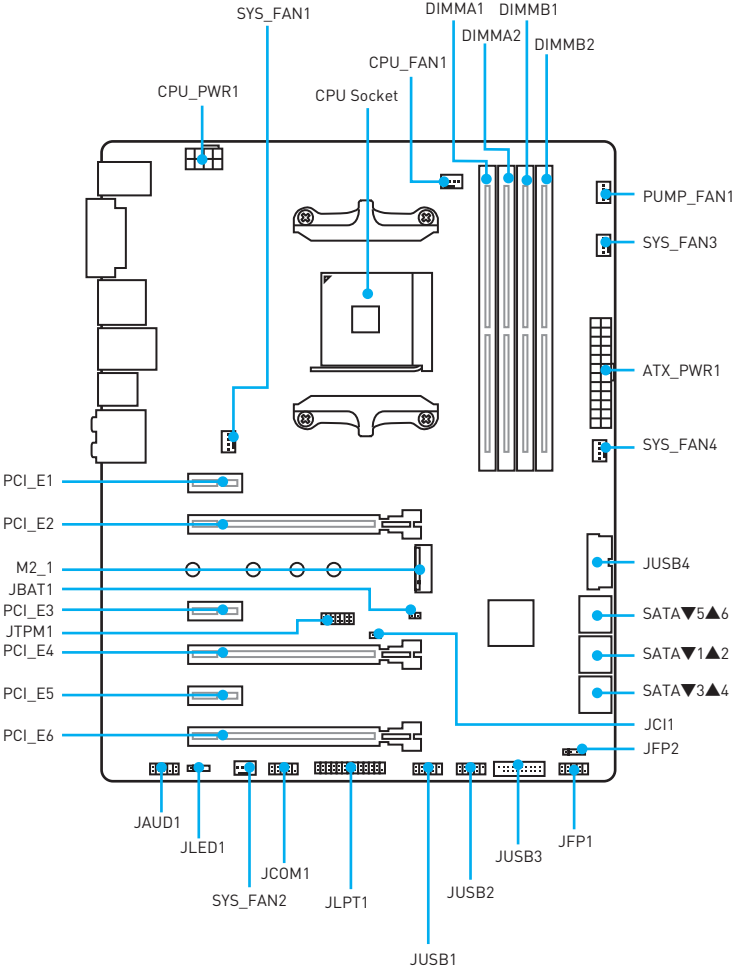 SYS_FAN1
DIMMA1
DIMMB1
DIMMA2
DIMMB2
CPU_FAN1
CPU_PWR1
CPU Socket
PUMP_FAN1
SYS_FAN3
ATX_PWR1
SYS_FAN4
PCI_E1
PCI_E2
M2_1
JUSB4
JBAT1
PCI_E3
SATA▼5▲6
JTPM1
PCI_E4
SATA▼1▲2
SATA▼3▲4
PCI_E5
JCI1
PCI_E6
JFP2
JAUD1
JLED1
JFP1
JUSB3
JCOM1
JUSB2
SYS_FAN2
JLPT1
JUSB1